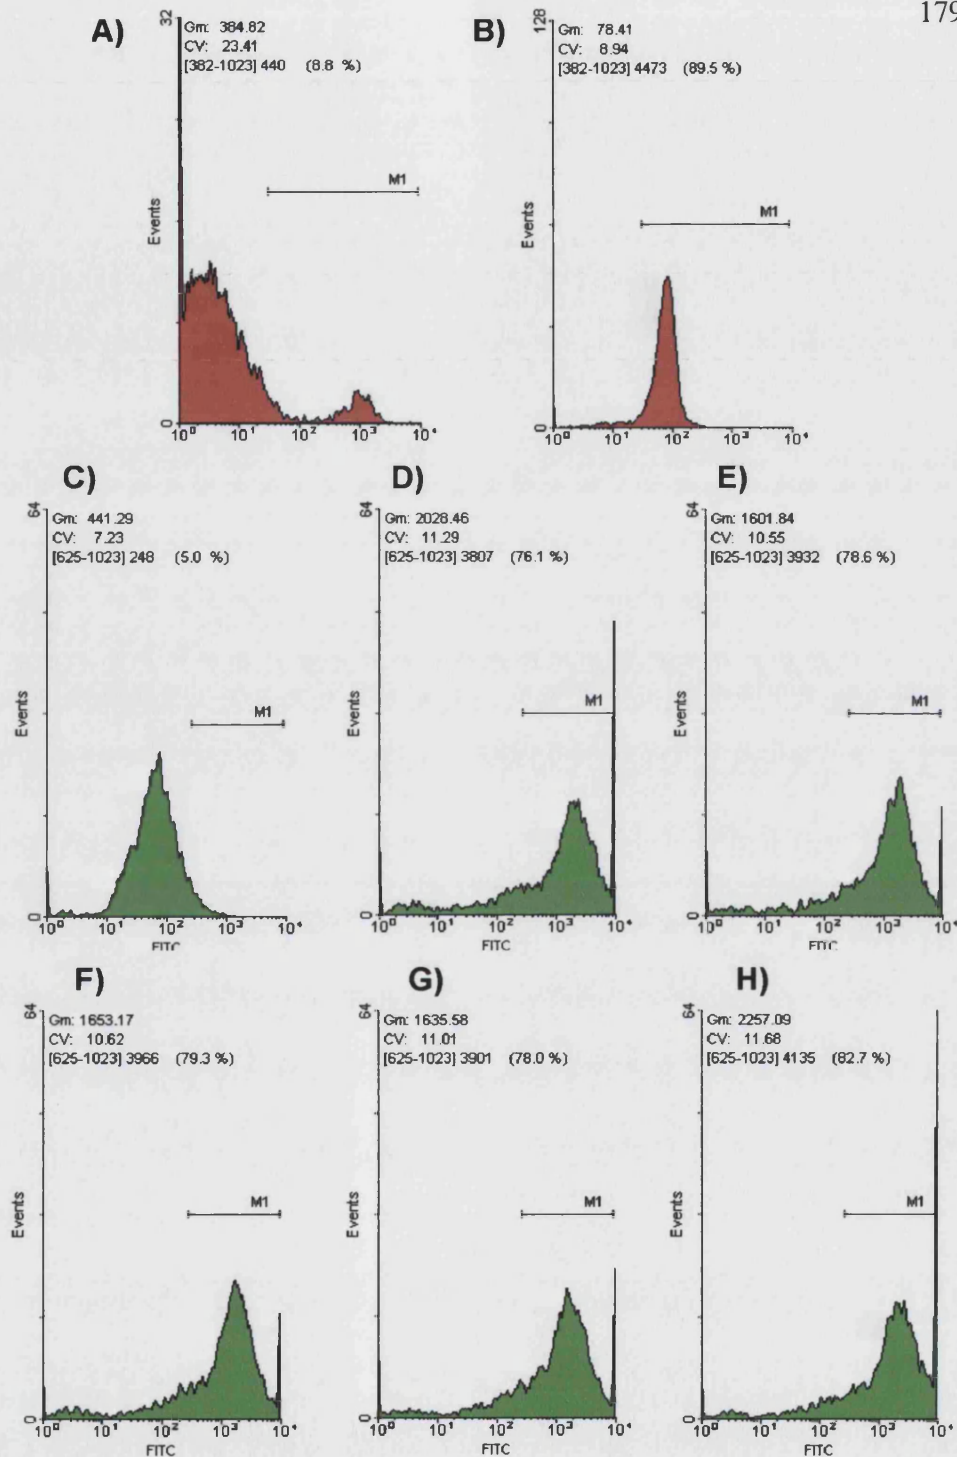 179
A)
32
Gm: 384.82
CV: 23.41
[382-1023] 440 (8.8 %)
M1
Events
0
10⁰ 10¹ 10² 10³ 10⁴
B)
128
Gm: 78.41
CV: 8.94
[382-1023] 4473 (89.5 %)
M1
Events
0
10⁰ 10¹ 10² 10³ 10⁴
C)
64
Gm: 441.29
CV: 7.23
[625-1023] 248 (5.0 %)
M1
Events
0
10⁰ 10¹ 10² 10³ 10⁴
FITC
D)
64
Gm: 2028.46
CV: 11.29
[625-1023] 3807 (76.1 %)
M1
Events
0
10⁰ 10¹ 10² 10³ 10⁴
FITC
E)
64
Gm: 1601.84
CV: 10.55
[625-1023] 3932 (78.6 %)
M1
Events
0
10⁰ 10¹ 10² 10³ 10⁴
FITC
F)
64
Gm: 1653.17
CV: 10.62
[625-1023] 3966 (79.3 %)
M1
Events
0
10⁰ 10¹ 10² 10³ 10⁴
FITC
G)
64
Gm: 1635.58
CV: 11.01
[625-1023] 3901 (78.0 %)
M1
Events
0
10⁰ 10¹ 10² 10³ 10⁴
FITC
H)
64
Gm: 2257.09
CV: 11.68
[625-1023] 4135 (82.7 %)
M1
Events
0
10⁰ 10¹ 10² 10³ 10⁴
FITC